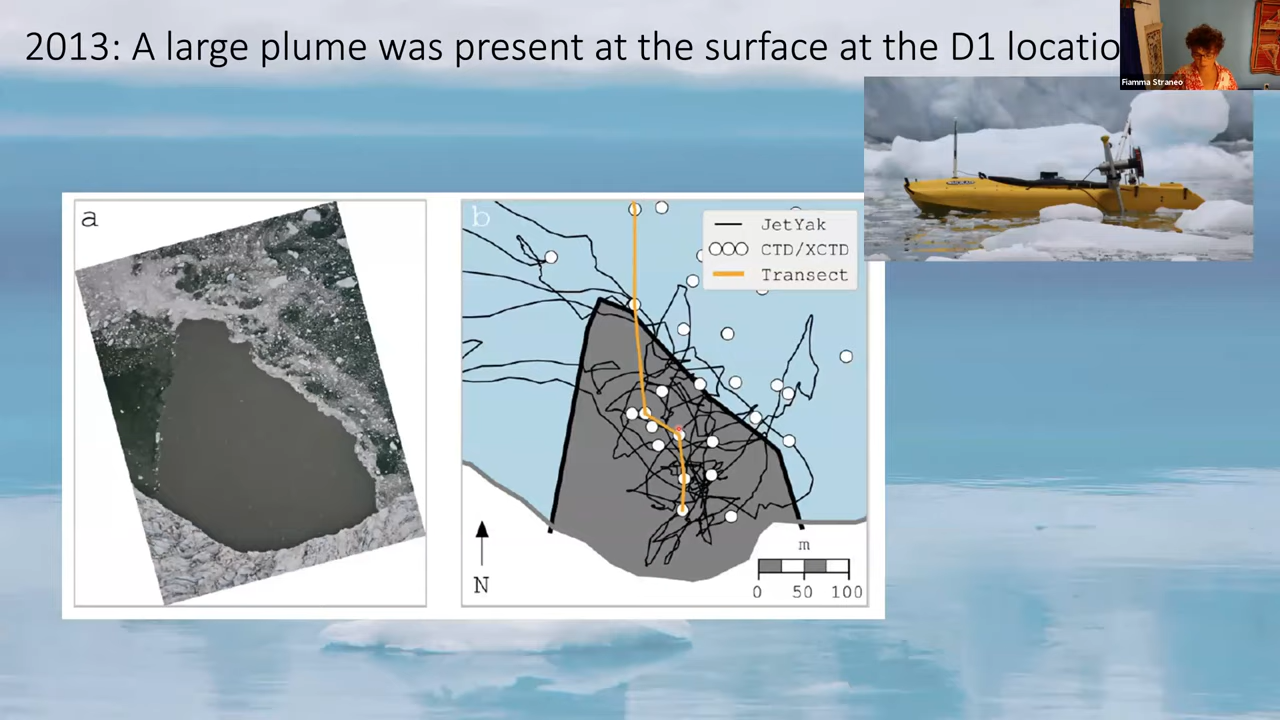 2013: A large plume was present at the surface at the D1 locatio
Fiamma Straneo
a
b
JetYak
CTD/XCTD
Transect
N
m
0 50 100